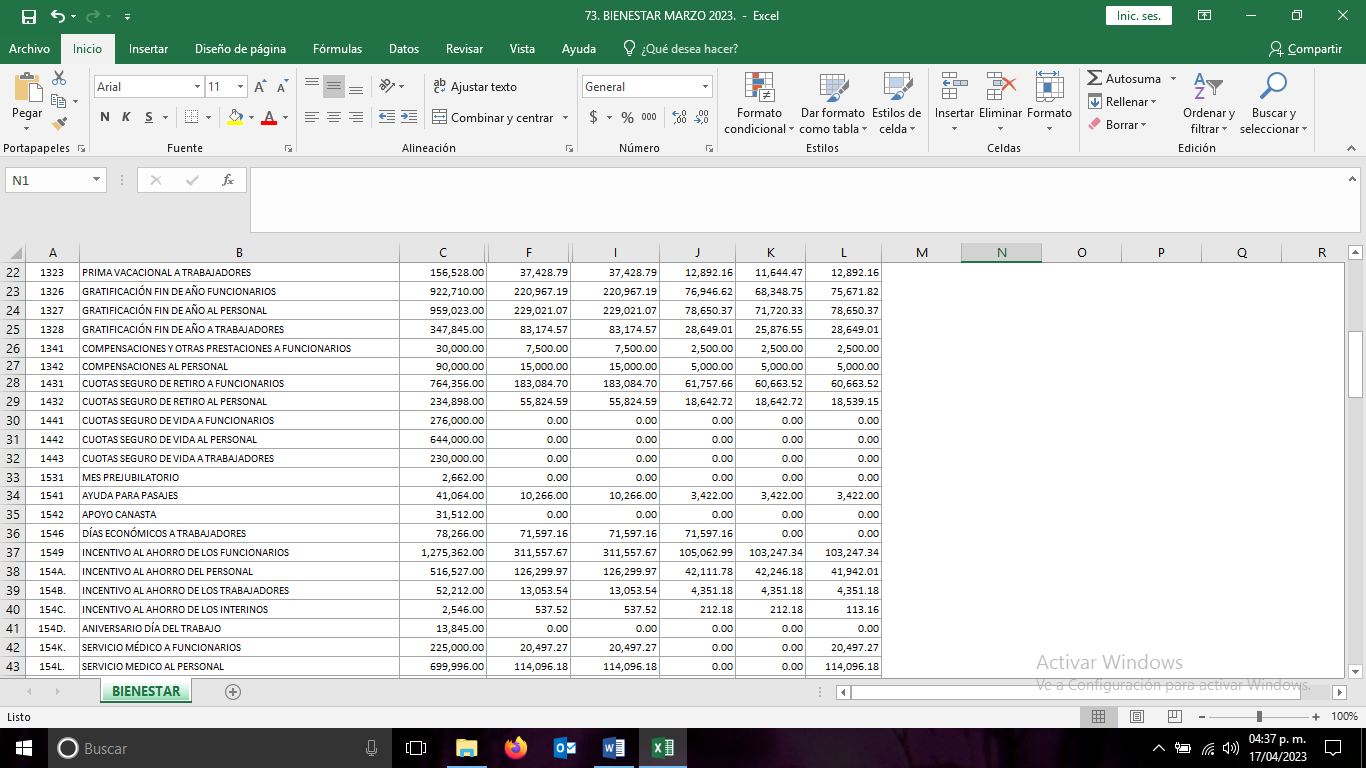 73. BIENESTAR MARZO 2023. - Excel
Inic. ses.
Archivo Inicio Insertar Diseño de página Fórmulas Datos Revisar Vista Ayuda ¿Qué desea hacer? Compartir
Pegar
Arial 11
N K S
Ajustar texto
Combinar y centrar
General
$ % 000
Formato condicional
Dar formato como tabla
Estilos de celda
Insertar Eliminar Formato
Autosuma
Rellenar
Borrar
Ordenar y filtrar
Buscar y seleccionar
Portapapeles Fuente Alineación Número Estilos Celdas Edición
N1 fx
A B C F I J K L M N O P Q R
22 1323 PRIMA VACACIONAL A TRABAJADORES 156,528.00 37,428.79 37,428.79 12,892.16 11,644.47 12,892.16
23 1326 GRATIFICACIÓN FIN DE AÑO FUNCIONARIOS 922,710.00 220,967.19 220,967.19 76,946.62 68,348.75 75,671.82
24 1327 GRATIFICACIÓN FIN DE AÑO AL PERSONAL 959,023.00 229,021.07 229,021.07 78,650.37 71,720.33 78,650.37
25 1328 GRATIFICACIÓN FIN DE AÑO A TRABAJADORES 347,845.00 83,174.57 83,174.57 28,649.01 25,876.55 28,649.01
26 1341 COMPENSACIONES Y OTRAS PRESTACIONES A FUNCIONARIOS 30,000.00 7,500.00 7,500.00 2,500.00 2,500.00 2,500.00
27 1342 COMPENSACIONES AL PERSONAL 90,000.00 15,000.00 15,000.00 5,000.00 5,000.00 5,000.00
28 1431 CUOTAS SEGURO DE RETIRO A FUNCIONARIOS 764,356.00 183,084.70 183,084.70 61,757.66 60,663.52 60,663.52
29 1432 CUOTAS SEGURO DE RETIRO AL PERSONAL 234,898.00 55,824.59 55,824.59 18,642.72 18,642.72 18,539.15
30 1441 CUOTAS SEGURO DE VIDA A FUNCIONARIOS 276,000.00 0.00 0.00 0.00 0.00 0.00
31 1442 CUOTAS SEGURO DE VIDA AL PERSONAL 644,000.00 0.00 0.00 0.00 0.00 0.00
32 1443 CUOTAS SEGURO DE VIDA A TRABAJADORES 230,000.00 0.00 0.00 0.00 0.00 0.00
33 1531 MES PREJUBILATORIO 2,662.00 0.00 0.00 0.00 0.00 0.00
34 1541 AYUDA PARA PASAJES 41,064.00 10,266.00 10,266.00 3,422.00 3,422.00 3,422.00
35 1542 APOYO CANASTA 31,512.00 0.00 0.00 0.00 0.00 0.00
36 1546 DÍAS ECONÓMICOS A TRABAJADORES 78,266.00 71,597.16 71,597.16 71,597.16 0.00 0.00
37 1549 INCENTIVO AL AHORRO DE LOS FUNCIONARIOS 1,275,362.00 311,557.67 311,557.67 105,062.99 103,247.34 103,247.34
38 154A. INCENTIVO AL AHORRO DEL PERSONAL 516,527.00 126,299.97 126,299.97 42,111.78 42,246.18 41,942.01
39 154B. INCENTIVO AL AHORRO DE LOS TRABAJADORES 52,212.00 13,053.54 13,053.54 4,351.18 4,351.18 4,351.18
40 154C. INCENTIVO AL AHORRO DE LOS INTERINOS 2,546.00 537.52 537.52 212.18 212.18 113.16
41 154D. ANIVERSARIO DÍA DEL TRABAJO 13,845.00 0.00 0.00 0.00 0.00 0.00
42 154K. SERVICIO MÉDICO A FUNCIONARIOS 225,000.00 20,497.27 20,497.27 0.00 0.00 20,497.27
43 154L. SERVICIO MEDICO AL PERSONAL 699,996.00 114,096.18 114,096.18 0.00 0.00 114,096.18
Activar Windows
Ve a Configuración para activar Windows.
BIENESTAR
Listo 100%
Buscar
04:37 p. m.
17/04/2023